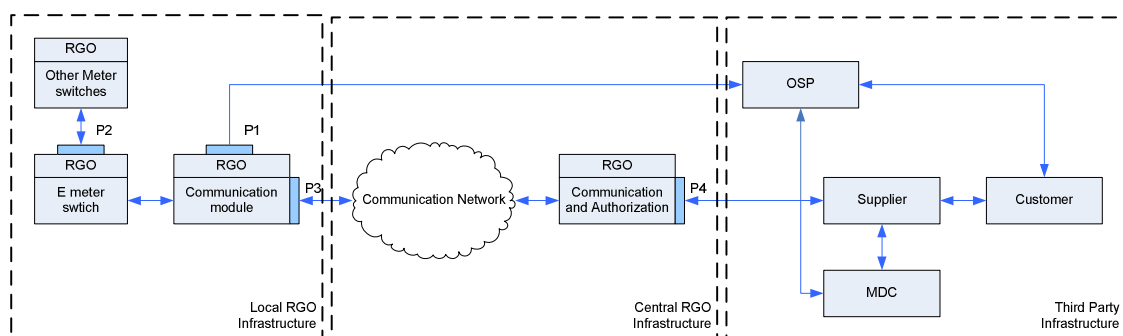 RGO
Other Meter
switches
P2
RGO
E meter
swtich
P1
RGO
Communication
module
P3
Local RGO
Infrastructure
Communication Network
RGO
Communication
and Authorization
P4
Central RGO
Infrastructure
OSP
Supplier
Customer
MDC
Third Party
Infrastructure